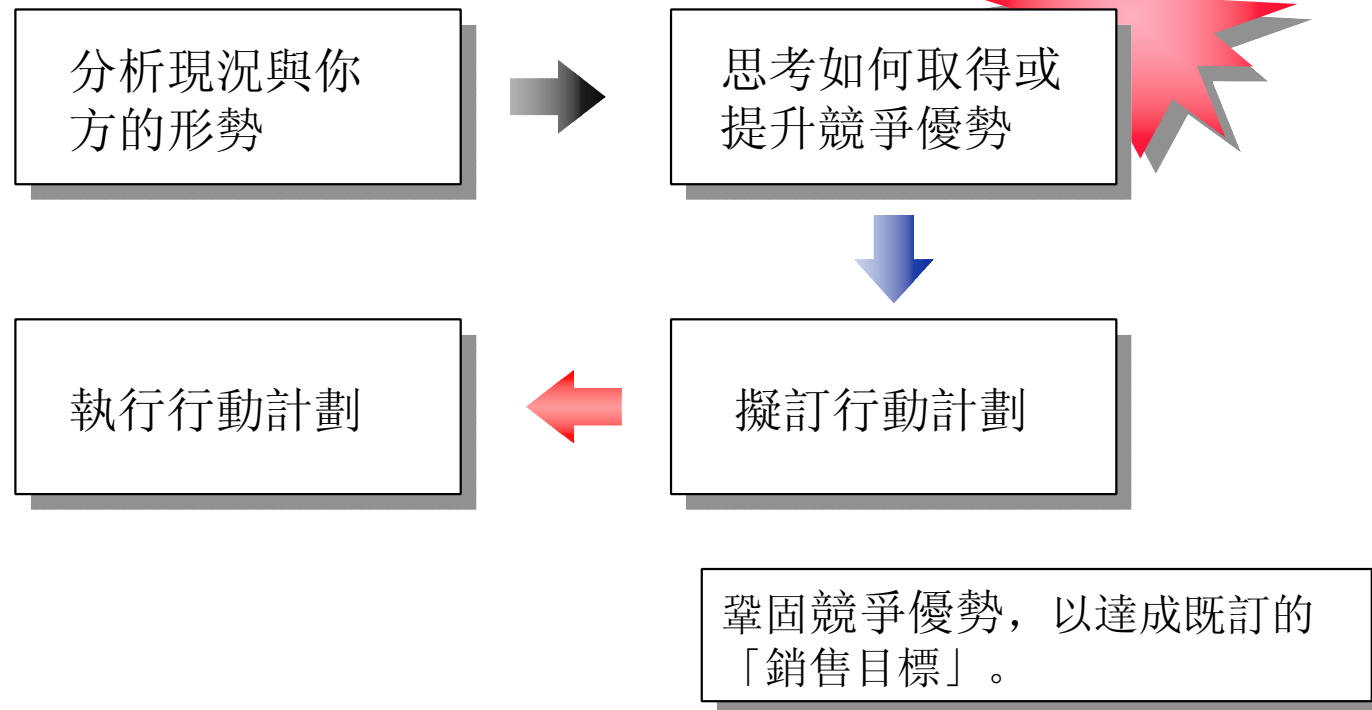 分析現況與你
方的形勢
思考如何取得或
提升競爭優勢
執行行動計劃
擬訂行動計劃
鞏固競爭優勢，以達成既訂的
「銷售目標」。